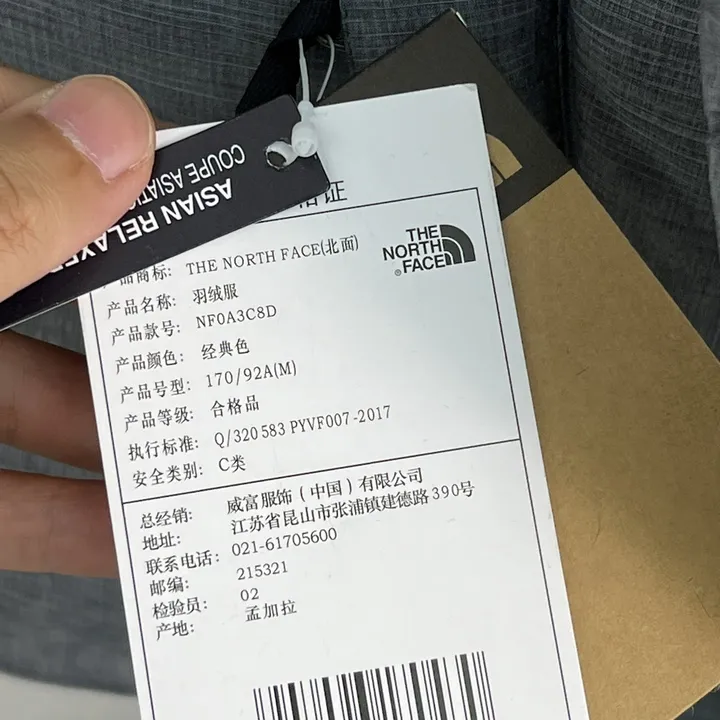 COUPE ASIATI
ASIAN RELAXE
格证
THE
NORTH
FACE
®
产品商标: THE NORTH FACE(北面)
产品名称: 羽绒服
产品款号: NF0A3C8D
产品颜色: 经典色
产品号型: 170/92A(M)
产品等级: 合格品
执行标准: Q/320583 PYVF007-2017
安全类别: C类
总经销: 威富服饰(中国)有限公司
地址: 江苏省昆山市张浦镇建德路390号
联系电话: 021-61705600
邮编: 215321
检验员: 02
产地: 孟加拉